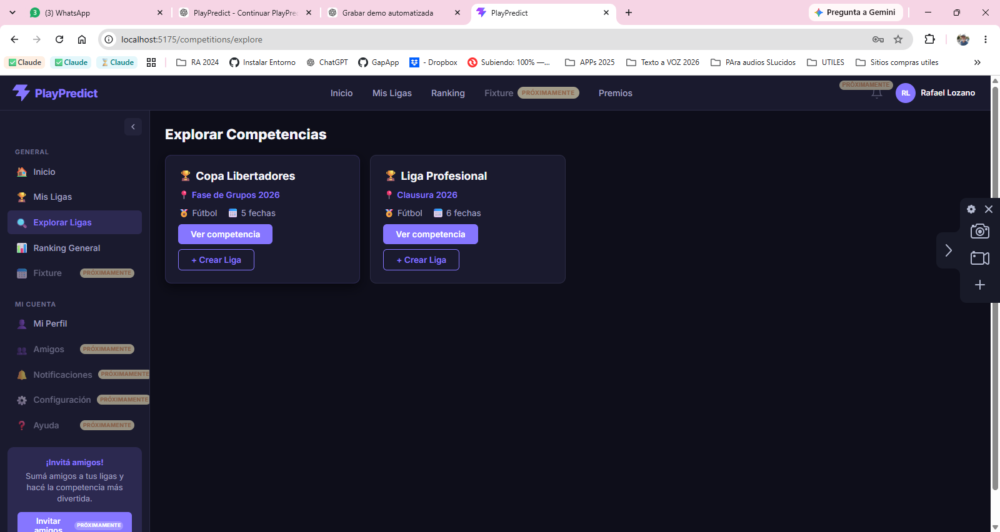 (3) WhatsApp
PlayPredict - Continuar PlayPre
Grabar demo automatizada
PlayPredict
Pregunta a Gemini
localhost:5175/competitions/explore
Claude
Claude
Claude
RA 2024
Instalar Entorno
ChatGPT
GapApp
- Dropbox
Subiendo: 100% —...
APPs 2025
Texto a VOZ 2026
PAra audios SLucidos
UTILES
Sitios compras utiles
PlayPredict
Inicio
Mis Ligas
Ranking
Fixture PRÓXIMAMENTE
Premios
PRÓXIMAMENTE
RL
Rafael Lozano
GENERAL
Inicio
Mis Ligas
Explorar Ligas
Ranking General
Fixture PRÓXIMAMENTE
MI CUENTA
Mi Perfil
Amigos PRÓXIMAMENTE
Notificaciones PRÓXIMAMENTE
Configuración PRÓXIMAMENTE
Ayuda PRÓXIMAMENTE
¡Invitá amigos!
Sumá amigos a tus ligas y
hacé la competencia más
divertida.
Invitar
amigos
PRÓXIMAMENTE
Explorar Competencias
Copa Libertadores
Fase de Grupos 2026
Fútbol 5 fechas
Ver competencia
+ Crear Liga
Liga Profesional
Clausura 2026
Fútbol 6 fechas
Ver competencia
+ Crear Liga